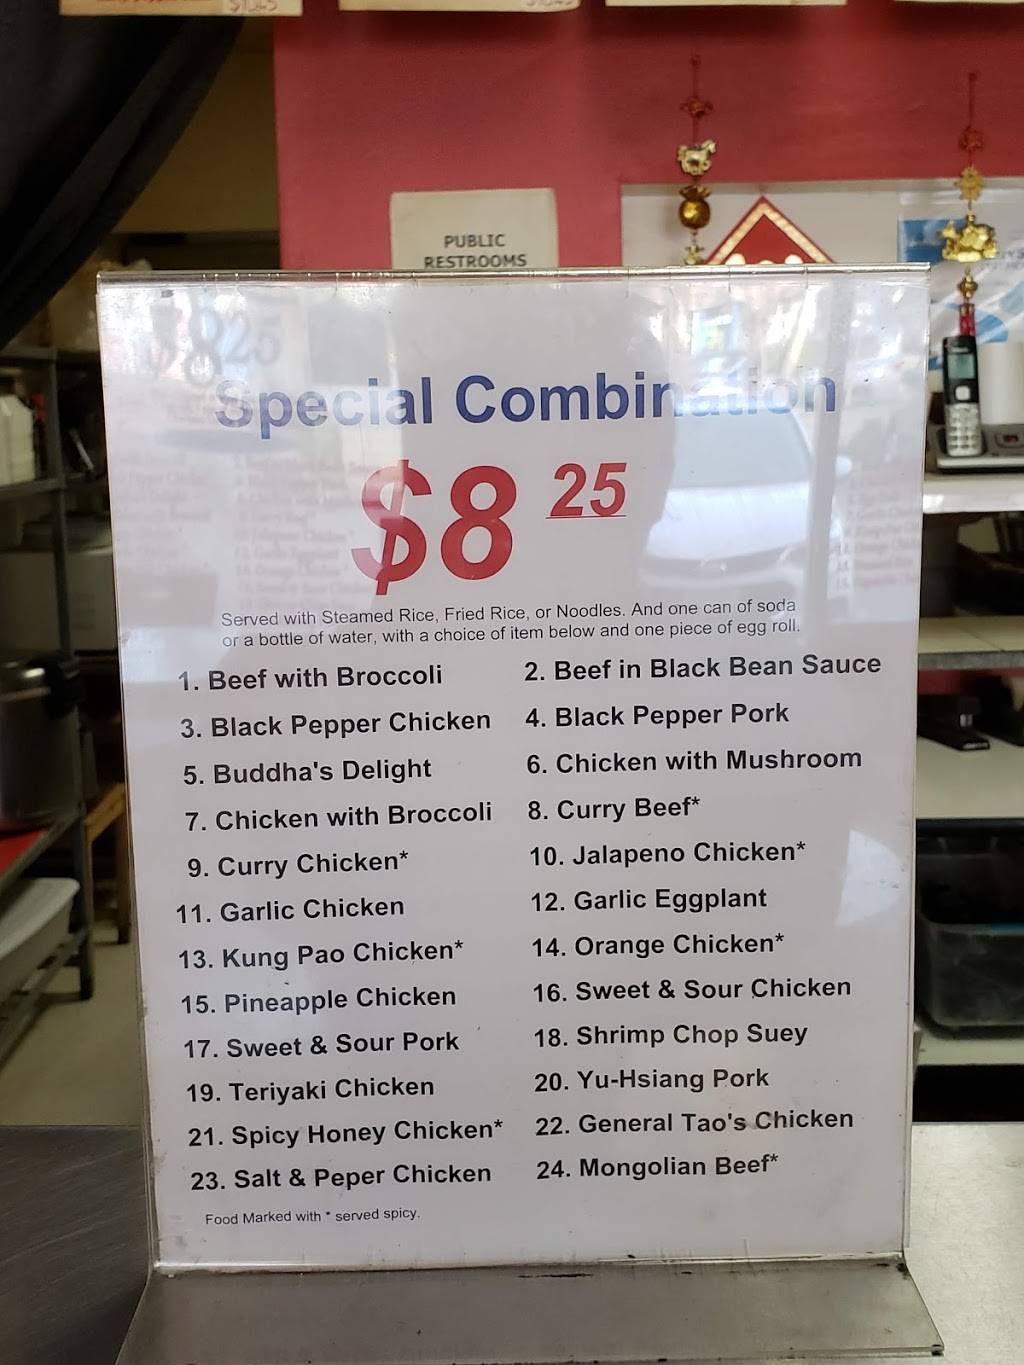 PUBLIC
RESTROOMS
Special Combination
$8 25
Served with Steamed Rice, Fried Rice, or Noodles. And one can of soda
or a bottle of water, with a choice of item below and one piece of egg roll.
1. Beef with Broccoli
2. Beef in Black Bean Sauce
3. Black Pepper Chicken
4. Black Pepper Pork
5. Buddha's Delight
6. Chicken with Mushroom
7. Chicken with Broccoli
8. Curry Beef*
9. Curry Chicken*
10. Jalapeno Chicken*
11. Garlic Chicken
12. Garlic Eggplant
13. Kung Pao Chicken*
14. Orange Chicken*
15. Pineapple Chicken
16. Sweet & Sour Chicken
17. Sweet & Sour Pork
18. Shrimp Chop Suey
19. Teriyaki Chicken
20. Yu-Hsiang Pork
21. Spicy Honey Chicken*
22. General Tao's Chicken
23. Salt & Peper Chicken
24. Mongolian Beef*
Food Marked with * served spicy.